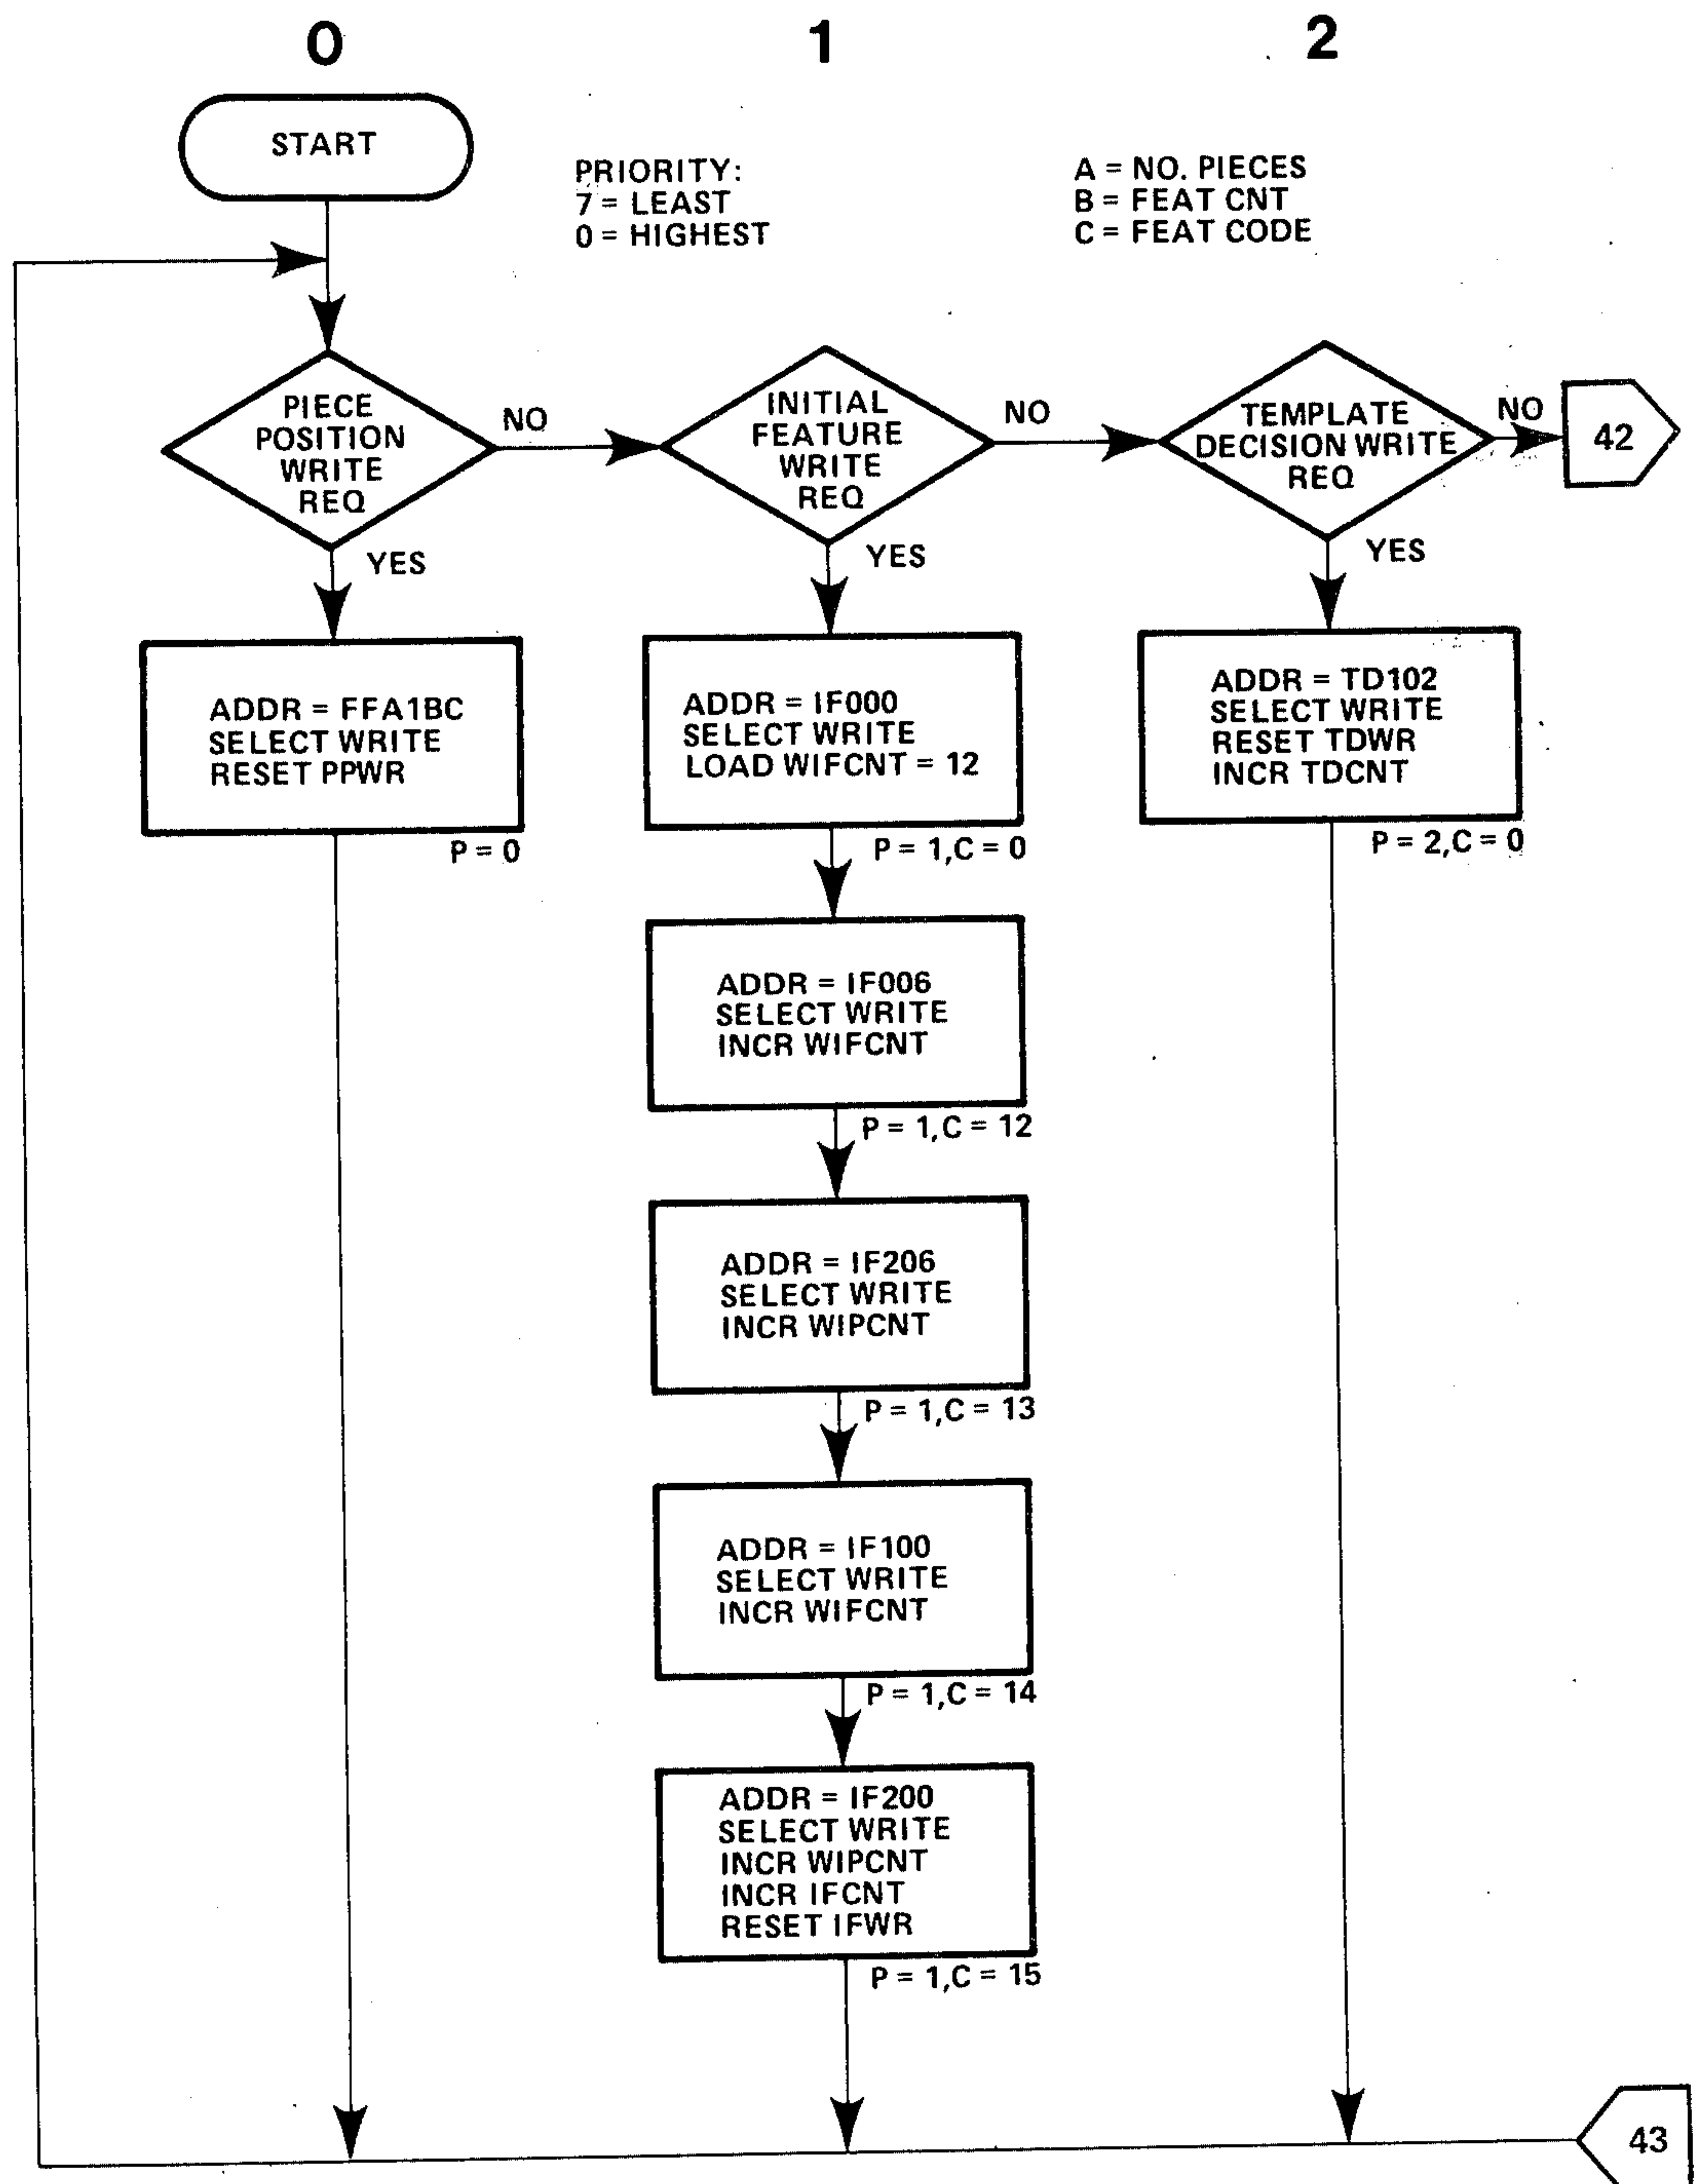 0
1
2
START
PRIORITY:
7 = LEAST
0 = HIGHEST
A = NO. PIECES
B = FEAT CNT
C = FEAT CODE
PIECE
POSITION
WRITE
REQ
NO
INITIAL
FEATURE
WRITE
REQ
NO
TEMPLATE
DECISION WRITE
REQ
NO
42
YES
YES
YES
ADDR = FFA1BC
SELECT WRITE
RESET PPWR
P = 0
ADDR = IF000
SELECT WRITE
LOAD WIFCNT = 12
P = 1,C = 0
ADDR = TD102
SELECT WRITE
RESET TDWR
INCR TDCNT
P = 2,C = 0
ADDR = IF006
SELECT WRITE
INCR WIFCNT
P = 1,C = 12
ADDR = IF206
SELECT WRITE
INCR WIPCNT
P = 1,C = 13
ADDR = IF100
SELECT WRITE
INCR WIFCNT
P = 1,C = 14
ADDR = IF200
SELECT WRITE
INCR WIPCNT
INCR IFCNT
RESET IFWR
P = 1,C = 15
43